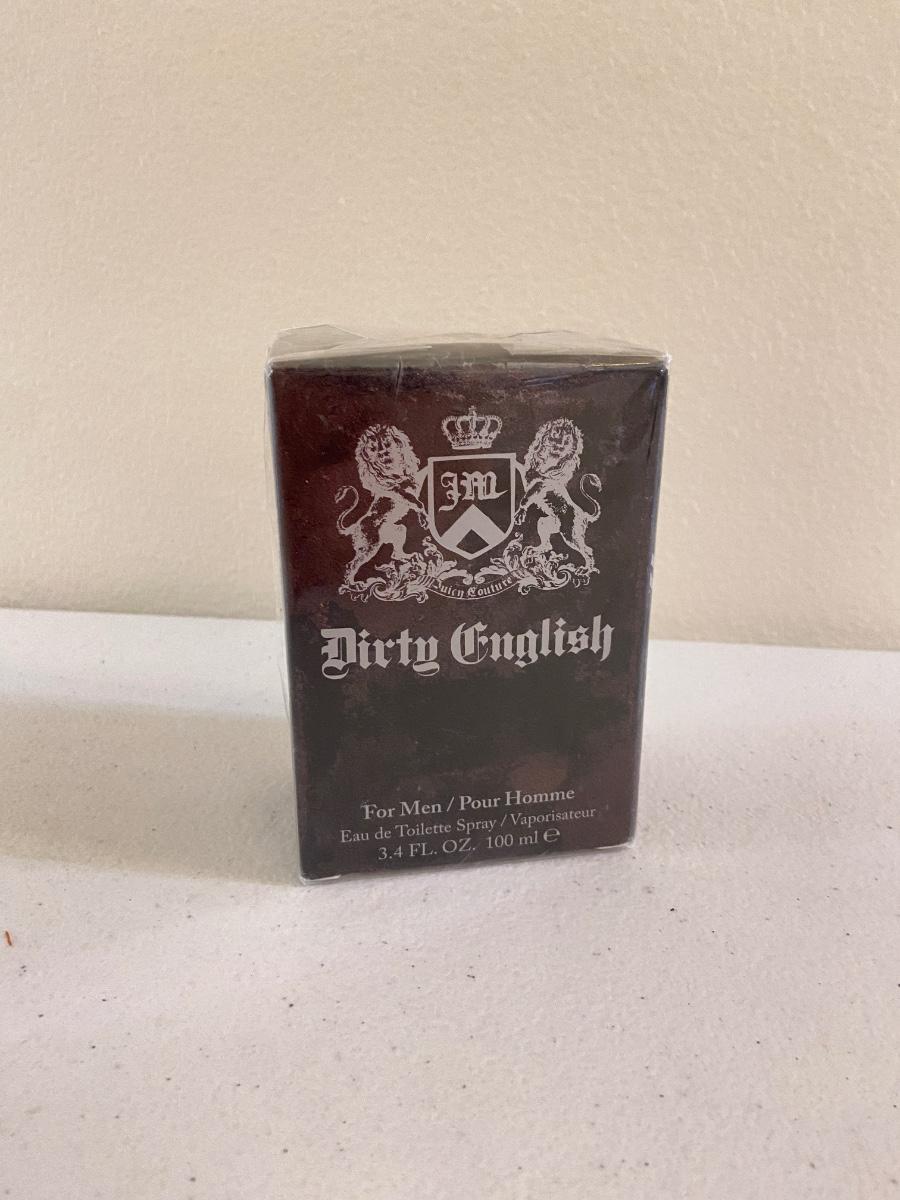 JM
Juicy Couture
Dirty English
For Men / Pour Homme
Eau de Toilette Spray / Vaporisateur
3.4 FL. OZ. 100 ml ℮